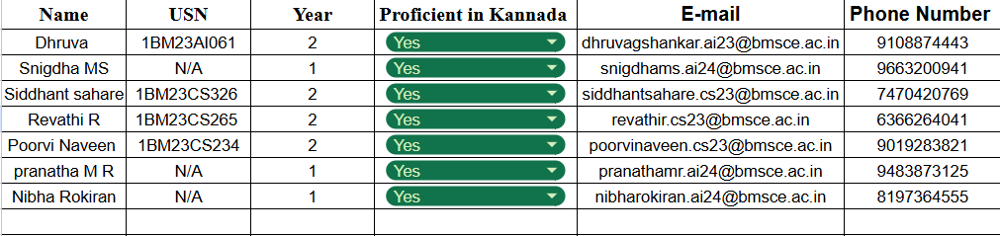 Name USN Year Proficient in Kannada E-mail Phone Number
Dhruva 1BM23AI061 2 Yes dhruvagshankar.ai23@bmsce.ac.in 9108874443
Snigdha MS N/A 1 Yes snigdhams.ai24@bmsce.ac.in 9663200941
Siddhant sahare 1BM23CS326 2 Yes siddhantsahare.cs23@bmsce.ac.in 7470420769
Revathi R 1BM23CS265 2 Yes revathir.cs23@bmsce.ac.in 6366264041
Poorvi Naveen 1BM23CS234 2 Yes poorvinaveen.cs23@bmsce.ac.in 9019283821
pranatha M R N/A 1 Yes pranathamr.ai24@bmsce.ac.in 9483873125
Nibha Rokiran N/A 1 Yes nibharokiran.ai24@bmsce.ac.in 8197364555